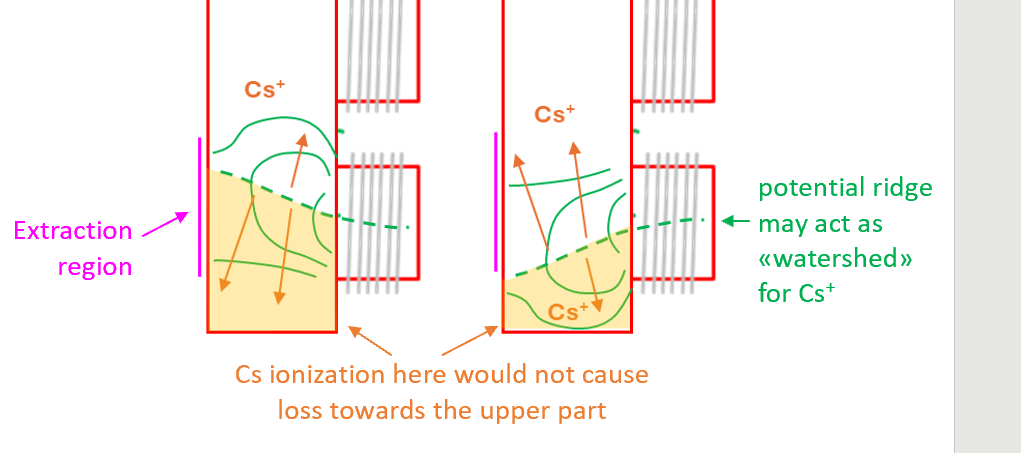 Cs⁺
Cs⁺
Extraction
region
potential ridge
may act as
«watershed»
for Cs⁺
Cs⁺
Cs ionization here would not cause
loss towards the upper part